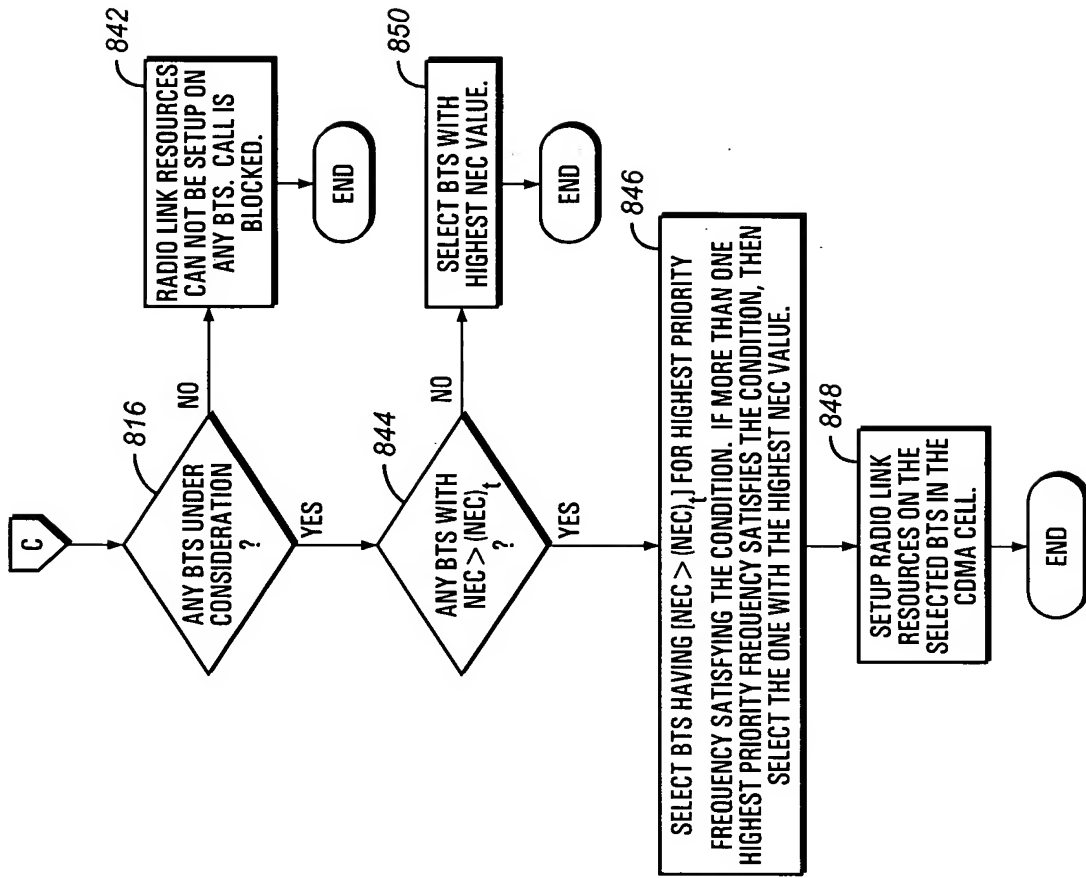 C
816
ANY BTS UNDER
CONSIDERATION
?
NO
YES
842
RADIO LINK RESOURCES
CAN NOT BE SETUP ON
ANY BTS. CALL IS
BLOCKED.
END
844
ANY BTS WITH
NEC > (NEC)t
?
NO
YES
850
SELECT BTS WITH
HIGHEST NEC VALUE.
END
846
SELECT BTS HAVING [NEC > (NEC)t] FOR HIGHEST PRIORITY
FREQUENCY SATISFYING THE CONDITION. IF MORE THAN ONE
HIGHEST PRIORITY FREQUENCY SATISFIES THE CONDITION, THEN
SELECT THE ONE WITH THE HIGHEST NEC VALUE.
848
SETUP RADIO LINK
RESOURCES ON THE
SELECTED BTS IN THE
CDMA CELL.
END